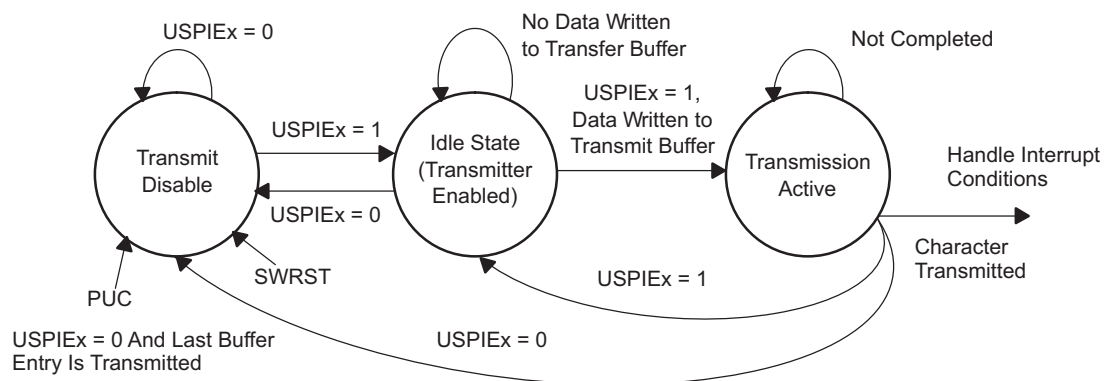 USPIEx = 0
No Data Written
to Transfer Buffer
Not Completed
USPIEx = 1,
Data Written to
Transmit Buffer
USPIEx = 1
Transmit
Disable
Idle State
(Transmitter
Enabled)
Transmission
Active
Handle Interrupt
Conditions
USPIEx = 0
Character
Transmitted
SWRST
USPIEx = 1
PUC
USPIEx = 0 And Last Buffer
Entry Is Transmitted
USPIEx = 0